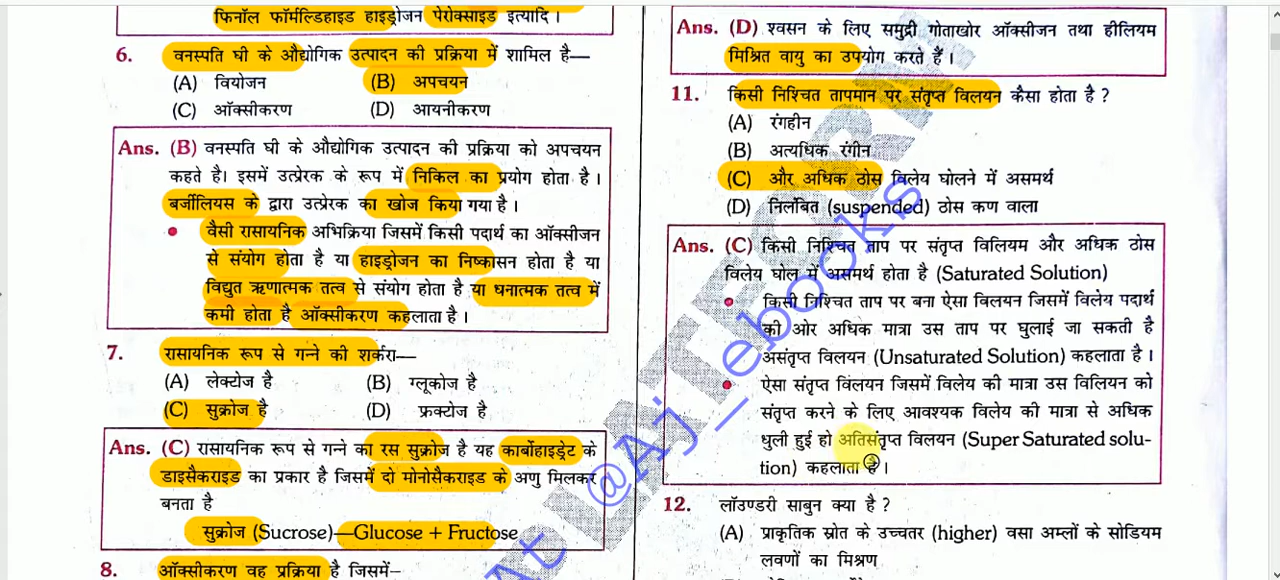 फिनॉल फॉर्मल्डिहाइड हाइड्रोजन पेरोक्साइड इत्यादि ।
6. वनस्पति घी के औद्योगिक उत्पादन की प्रक्रिया में शामिल है—
(A) वियोजन (B) अपचयन
(C) ऑक्सीकरण (D) आयनीकरण
Ans. (B) वनस्पति घी के औद्योगिक उत्पादन की प्रक्रिया को अपचयन
कहते है। इसमें उत्प्रेरक के रूप में निकिल का प्रयोग होता है ।
बर्जीलियस के द्वारा उत्प्रेरक का खोज किया गया है ।
• वैसी रासायनिक अभिक्रिया जिसमें किसी पदार्थ का ऑक्सीजन
से संयोग होता है या हाइड्रोजन का निष्कासन होता है या
विद्युत ऋणात्मक तत्व से संयोग होता है या धनात्मक तत्व में
कमी होता है ऑक्सीकरण कहलाता है ।
7. रासायनिक रूप से गन्ने की शर्करा—
(A) लेक्टोज है (B) ग्लूकोज है
(C) सुक्रोज है (D) फ्रक्टोज है
Ans. (C) रासायनिक रूप से गन्ने का रस सुक्रोज है यह कार्बोहाइड्रेट के
डाइसैकराइड का प्रकार है जिसमें दो मोनोसैकराइड के अणु मिलकर
बनता है
सुक्रोज (Sucrose)—Glucose + Fructose
8. ऑक्सीकरण वह प्रक्रिया है जिसमें–
Ans. (D) श्वसन के लिए समुद्री गोताखोर ऑक्सीजन तथा हीलियम
मिश्रित वायु का उपयोग करते हैं ।
11. किसी निश्चित तापमान पर संतृप्त विलयन कैसा होता है ?
(A) रंगहीन
(B) अत्यधिक रंगीन
(C) और अधिक ठोस विलेय घोलने में असमर्थ
(D) निलंबित (suspended) ठोस कण वाला
Ans. (C) किसी निश्चित ताप पर संतृप्त विलियम और अधिक ठोस
विलेय घोल में असमर्थ होता है (Saturated Solution)
• किसी निश्चित ताप पर बना ऐसा विलयन जिसमें विलेय पदार्थ
की ओर अधिक मात्रा उस ताप पर घुलाई जा सकती है
असंतृप्त विलयन (Unsaturated Solution) कहलाता है ।
• ऐसा संतृप्त विलयन जिसमें विलेय की मात्रा उस विलियन को
संतृप्त करने के लिए आवश्यक विलेय की मात्रा से अधिक
धुली हुई हो अतिसंतृप्त विलयन (Super Saturated solu-
tion) कहलाता है ।
12. लॉउण्डरी साबुन क्या है ?
(A) प्राकृतिक स्रोत के उच्चतर (higher) वसा अम्लों के सोडियम
लवणों का मिश्रण
@Aj_ebooks